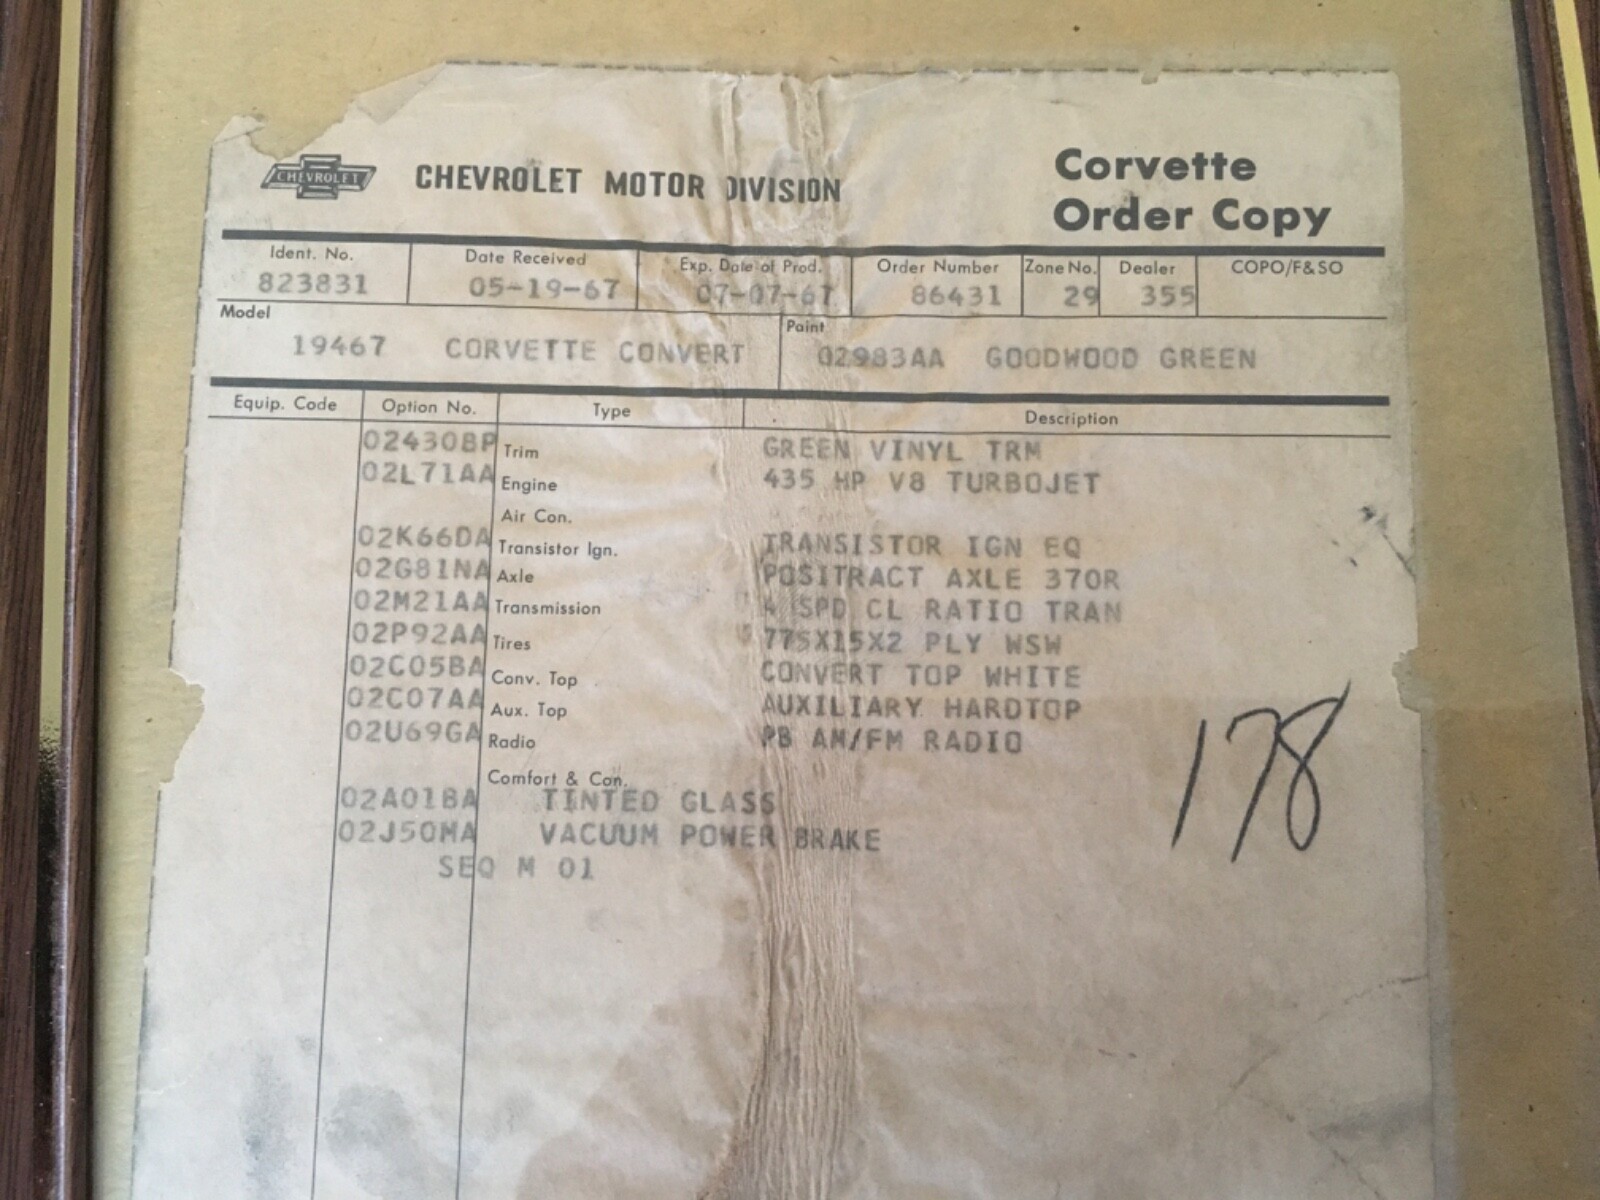 CHEVROLET
CHEVROLET MOTOR DIVISION
Corvette
Order Copy
Ident. No. Date Received Exp. Date of Prod. Order Number Zone No. Dealer COPO/F&SO
823831 05-19-67 07-07-67 86431 29 355
Model Paint
19467 CORVETTE CONVERT 02983AA GOODWOOD GREEN
Equip. Code Option No. Type Description
02430BP Trim GREEN VINYL TRM
02L71AA Engine 435 HP V8 TURBOJET
Air Con.
02K66DA Transistor Ign. TRANSISTOR IGN EQ
02G81NA Axle POSITRACT AXLE 370R
02M21AA Transmission 4 SPD CL RATIO TRAN
02P92AA Tires 775X15X2 PLY WSW
02C05BA Conv. Top CONVERT TOP WHITE
02C07AA Aux. Top AUXILIARY HARDTOP
02U69GA Radio PB AM/FM RADIO
Comfort & Con.
02A01BA TINTED GLASS
02J50MA VACUUM POWER BRAKE
SEQ M 01
178